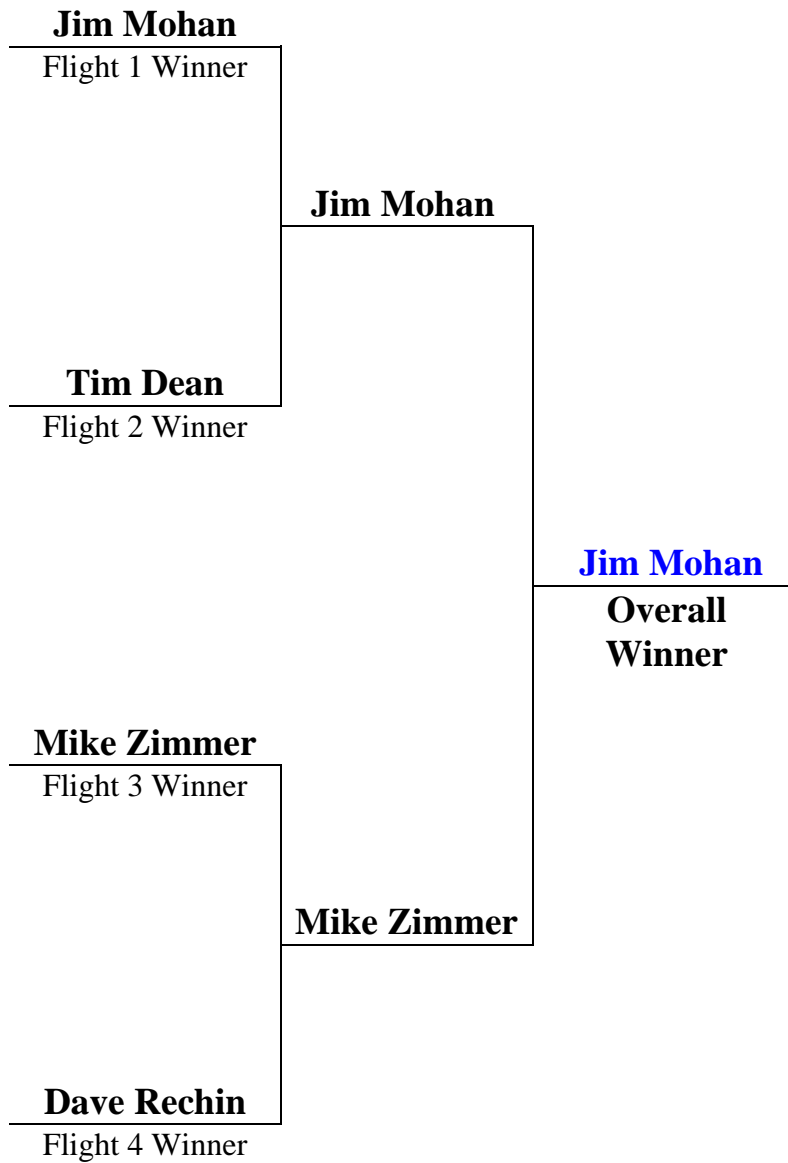 Jim Mohan
Flight 1 Winner
Jim Mohan
Tim Dean
Flight 2 Winner
Jim Mohan
Overall
Winner
Mike Zimmer
Flight 3 Winner
Mike Zimmer
Dave Rechin
Flight 4 Winner